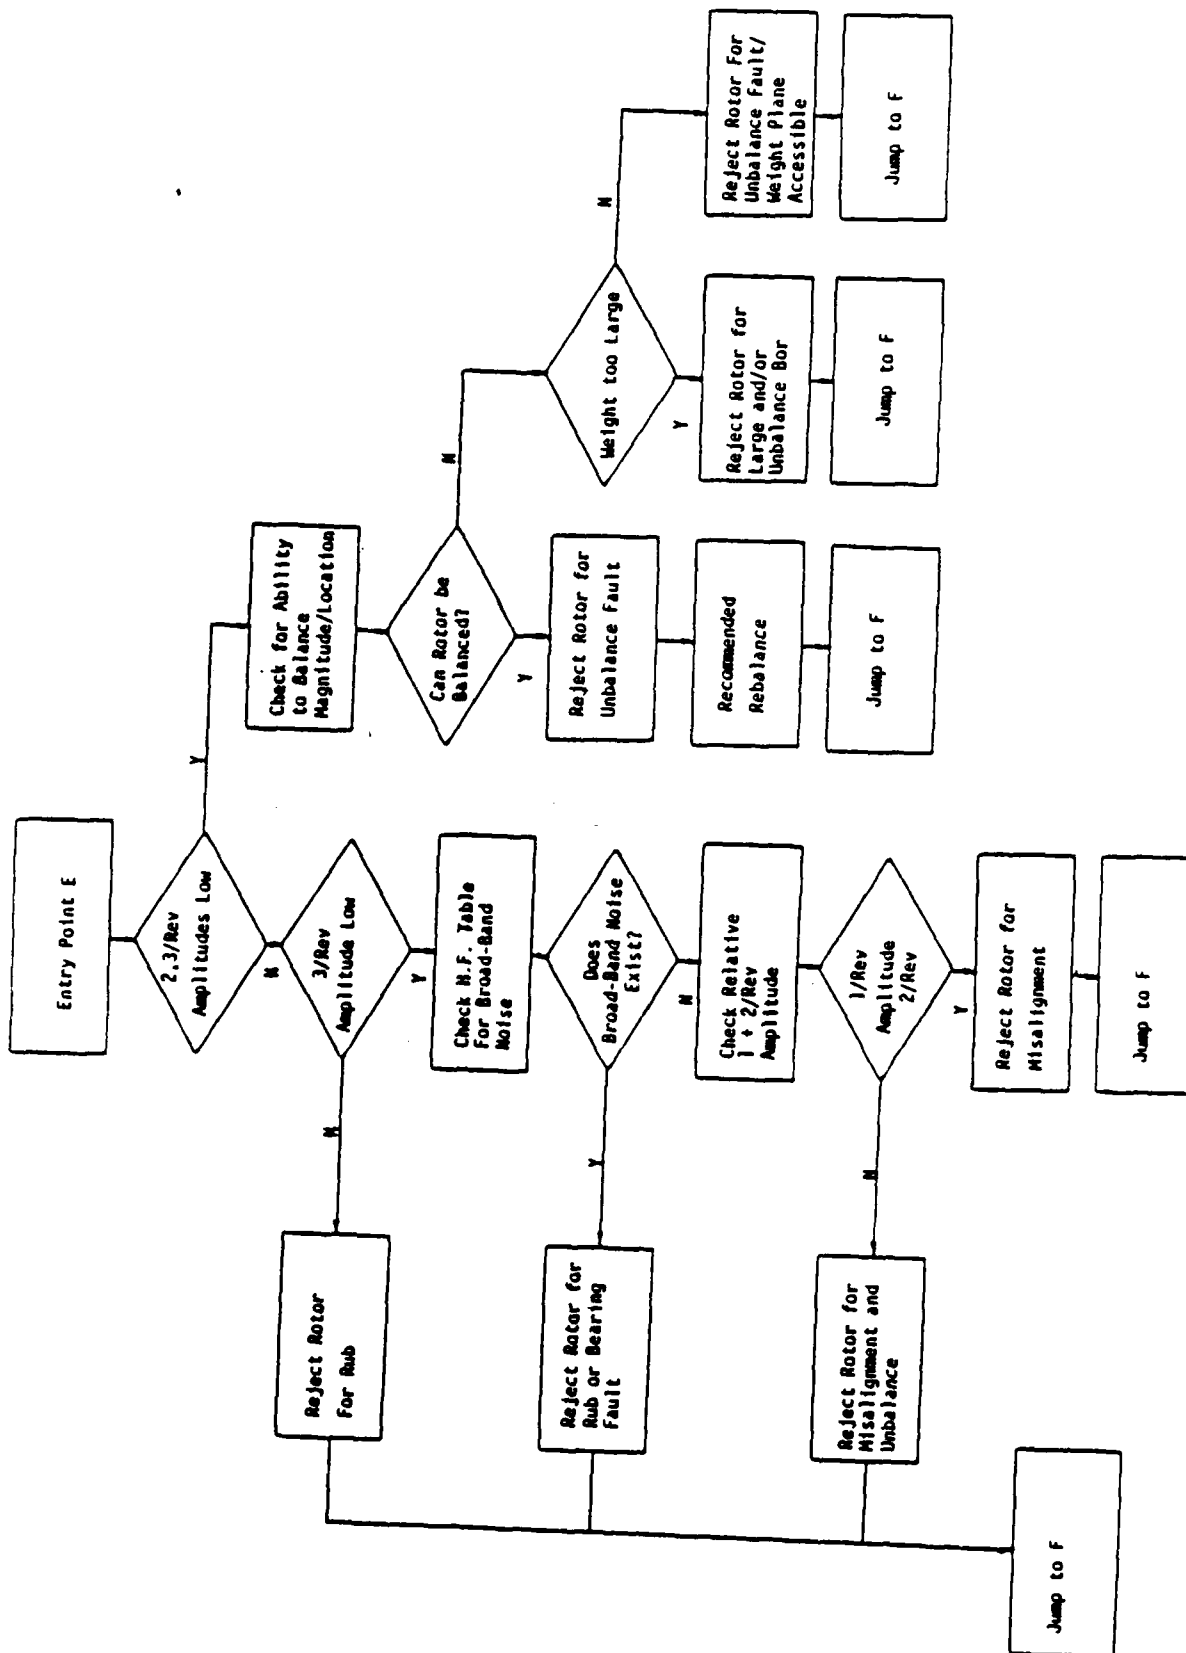 Entry Point E
2.3/Rev
Amplitudes Low
Y
N
Check for Ability
to Balance
Magnitude/Location
3/Rev
Amplitude Low
N
Y
Can Rotor be
Balanced?
N
Y
Reject Rotor
For Rub
Check M.F. Table
For Broad-Band
Noise
Reject Rotor for
Unbalance Fault
Weight too Large
N
Y
Does
Broad-Band Noise
Exist?
Y
N
Reject Rotor for
Rub or Bearing
Fault
Recommended
Rebalance
Reject Rotor for
Large and/or
Unbalance Bor
Reject Rotor For
Unbalance Fault/
Weight Plane
Accessible
Check Relative
1 + 2/Rev
Amplitude
Jump to F
Jump to F
Jump to F
1/Rev
Amplitude
2/Rev
N
Y
Reject Rotor for
Misalignment and
Unbalance
Reject Rotor for
Misalignment
Jump to F
Jump to F